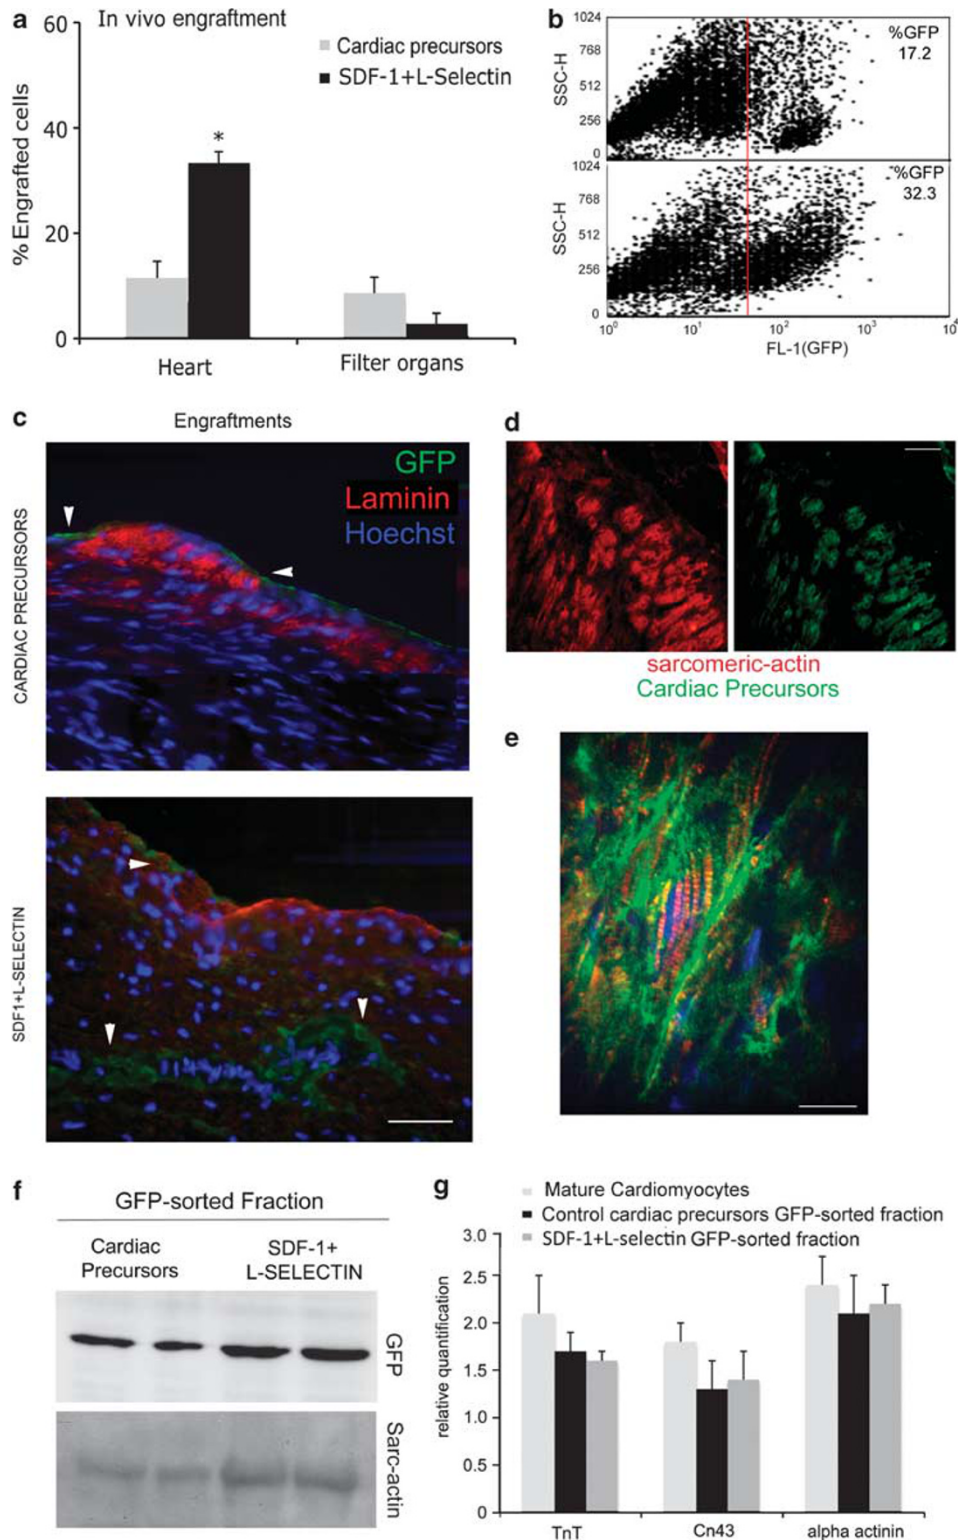 a
In vivo engraftment
60
40
20
0
% Engrafted cells
Cardiac precursors
SDF-1+L-Selectin
*
Heart
Filter organs
b
1024
768
512
256
0
SSC-H
%GFP
17.2
1024
768
512
256
0
SSC-H
%GFP
32.3
10⁰
10¹
10²
10³
10⁴
FL-1(GFP)
c
Engraftments
CARDIAC PRECURSORS
GFP
Laminin
Hoechst
SDF1+L-SELECTIN
d
sarcomeric-actin
Cardiac Precursors
e
f
GFP-sorted Fraction
Cardiac
Precursors
SDF-1+
L-SELECTIN
GFP
Sarc-actin
g
Mature Cardiomyocytes
Control cardiac precursors GFP-sorted fraction
SDF-1+L-selectin GFP-sorted fraction
3.0
2.5
2.0
1.5
1.0
0.5
0
relative quantification
TnT
Cn43
alpha actinin